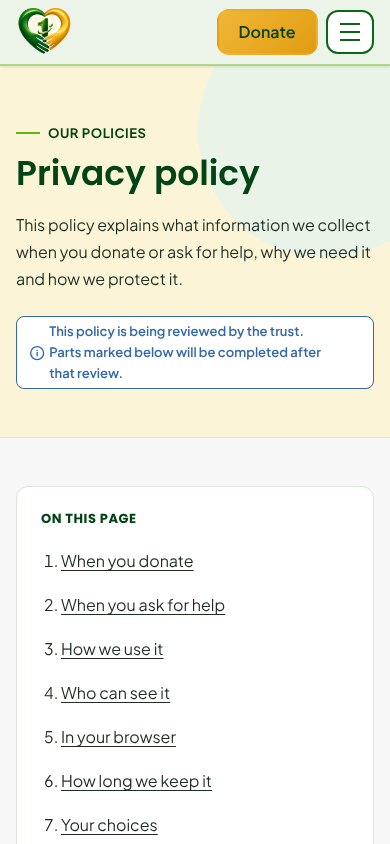 Donate
OUR POLICIES
Privacy policy
This policy explains what information we collect
when you donate or ask for help, why we need it
and how we protect it.
This policy is being reviewed by the trust.
Parts marked below will be completed after
that review.
ON THIS PAGE
1. When you donate
2. When you ask for help
3. How we use it
4. Who can see it
5. In your browser
6. How long we keep it
7. Your choices